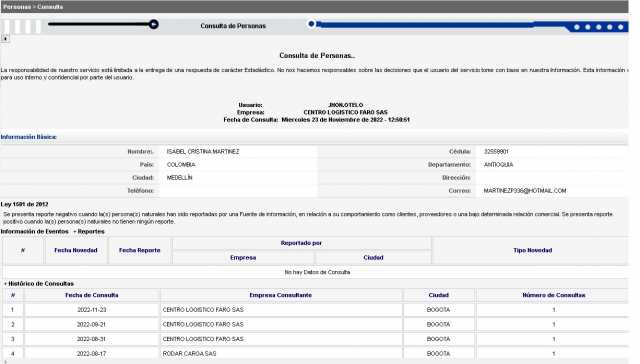 Personas > Consulta
Consulta de Personas
Consulta de Personas..
La responsabilidad de nuestro servicio está limitada a la entrega de una respuesta de carácter Estadístico. No nos hacemos responsables sobre las decisiones que el usuario del servicio tome con base en nuestra información. Esta información es
para uso interno y confidencial por parte del usuario.
Usuario: JHON.OTELO
Empresa: CENTRO LOGISTICO FARO SAS
Fecha de Consulta: Miercoles 23 de Noviembre de 2022 - 12:50:51
Información Básica:
Nombre: ISABEL CRISTINA MARTINEZ Cédula: 32559901
País: COLOMBIA Departamento: ANTIOQUIA
Ciudad: MEDELLÍN Dirección:
Teléfono: Correo: MARTINEZP336@HOTMAIL.COM
Ley 1581 de 2012
Se presenta reporte negativo cuando la(s) persona(s) naturales han sido reportadas por una Fuente de información, en relación a su comportamiento como clientes, proveedores o una bajo determinada relación comercial. Se presenta reporte
positivo cuando la(s) persona(s) naturales no tienen ningún reporte.
Información de Eventos - Reportes
# Fecha Novedad Fecha Reporte Reportado por Tipo Novedad
Empresa Ciudad
No hay Datos de Consulta
Histórico de Consultas
# Fecha de Consulta Empresa Consultante Ciudad Número de Consultas
1 2022-11-23 CENTRO LOGISTICO FARO SAS BOGOTA 1
2 2022-09-21 CENTRO LOGISTICO FARO SAS BOGOTA 1
3 2022-08-31 CENTRO LOGISTICO FARO SAS BOGOTA 1
4 2022-08-17 RODAR CARGA SAS BOGOTA 1